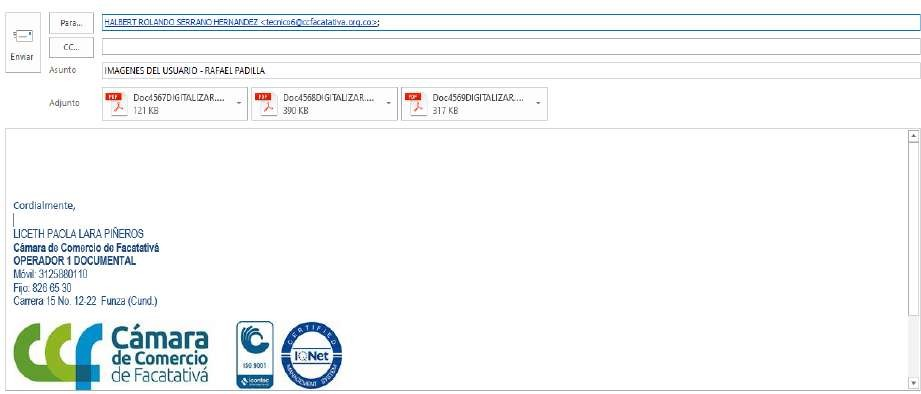 Para...
HALBERT ROLANDO SERRANO HERNANDEZ <tecnico6@ccfacatativa.org.co>;
Enviar
CC...
Asunto
IMAGENES DEL USUARIO - RAFAEL PADILLA
Adjunto
PDF Doc4567DIGITALIZAR....
121 KB
PDF Doc4568DIGITALIZAR....
390 KB
PDF Doc4569DIGITALIZAR....
317 KB
Cordialmente,
LICETH PAOLA LARA PIÑEROS
Cámara de Comercio de Facatativá
OPERADOR 1 DOCUMENTAL
Móvil: 3125880110
Fijo: 826 65 30
Carrera 15 No. 12-22 Funza (Cund.)
Cámara
de Comercio
de Facatativá
ISO 9001
icontec
CERTIFIED
IQNet
MANAGEMENT SYSTEM